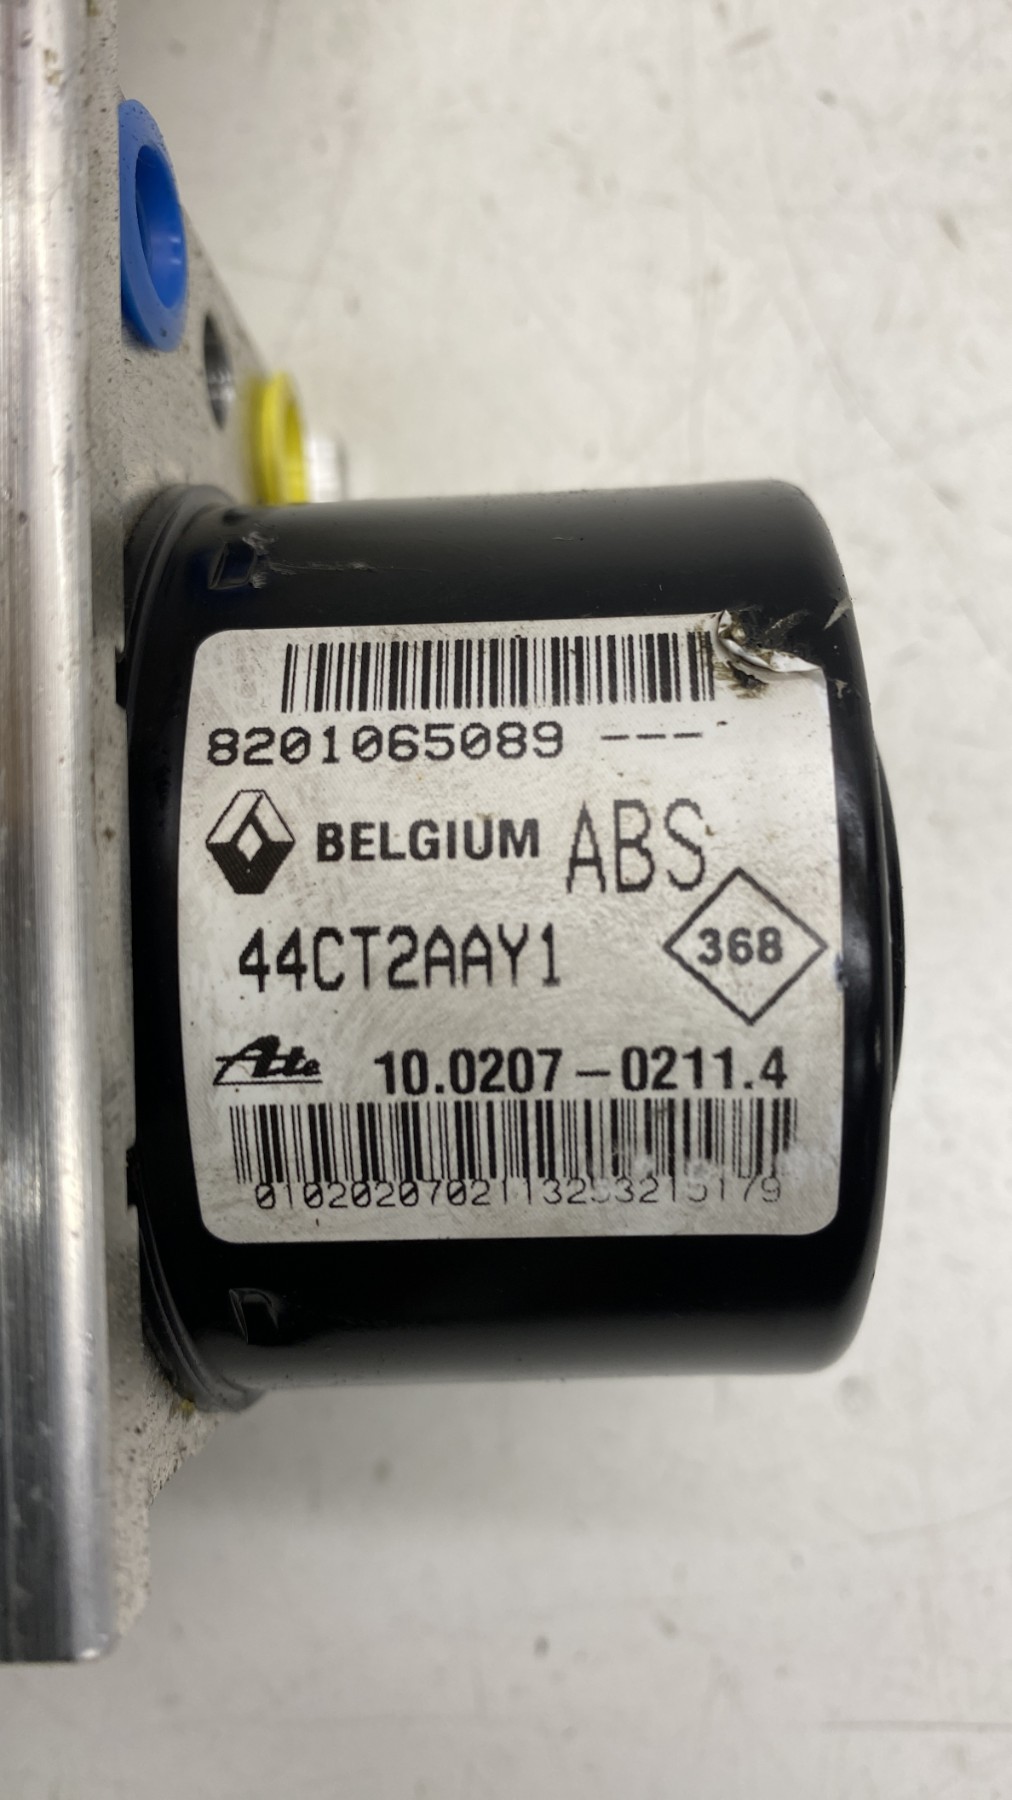 8201065089 ---
BELGIUM ABS
44CT2AAY1
368
Ate 10.0207-0211.4